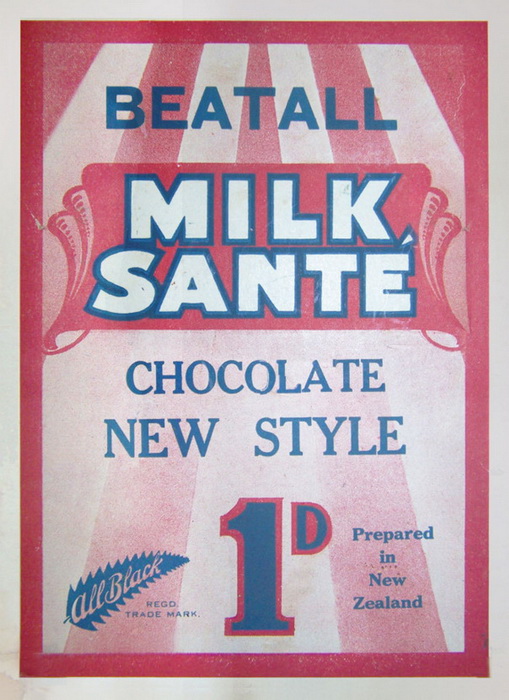 BEATALL
MILK
SANTÉ
CHOCOLATE
NEW STYLE
1D
Prepared
in
New
Zealand
All Black
REGD.
TRADE MARK.